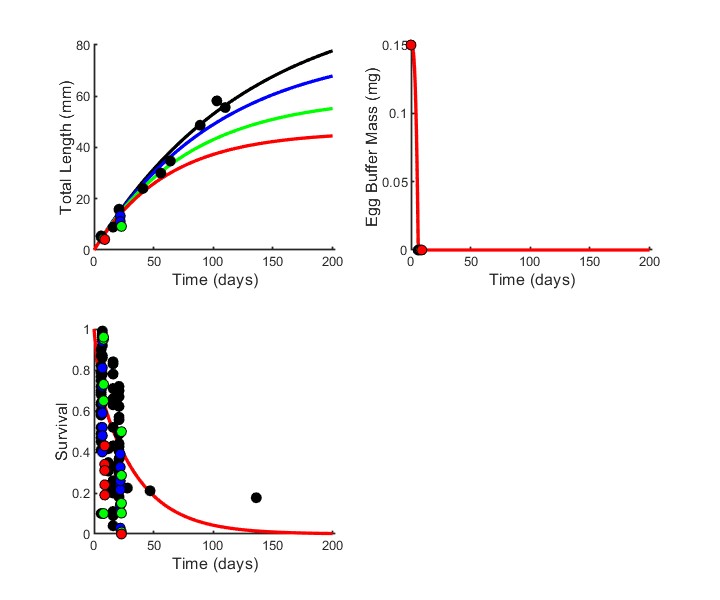 80
60
40
20
0
Total Length (mm)
0 50 100 150 200
Time (days)
0.15
0.1
0.05
0
Egg Buffer Mass (mg)
0 50 100 150 200
Time (days)
1
0.8
0.6
0.4
0.2
0
Survival
0 50 100 150 200
Time (days)